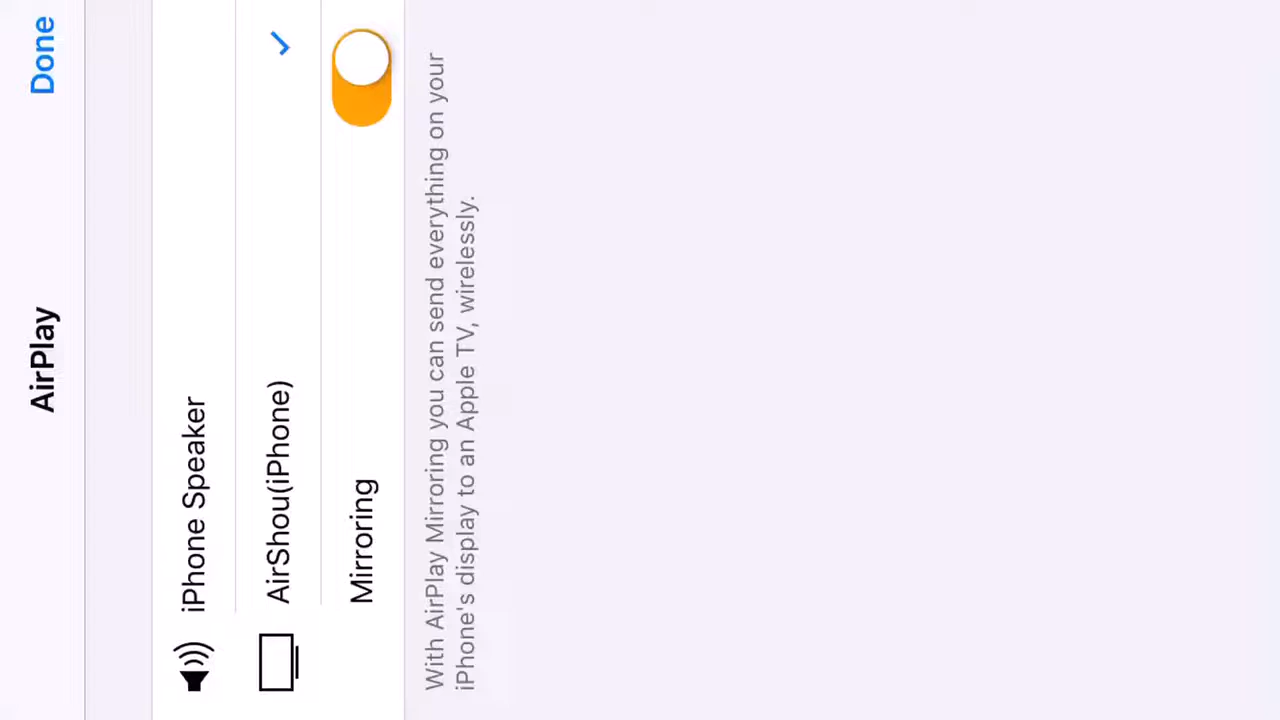 AirPlay
Done
iPhone Speaker
AirShou(iPhone)
Mirroring
With AirPlay Mirroring you can send everything on your
iPhone's display to an Apple TV, wirelessly.